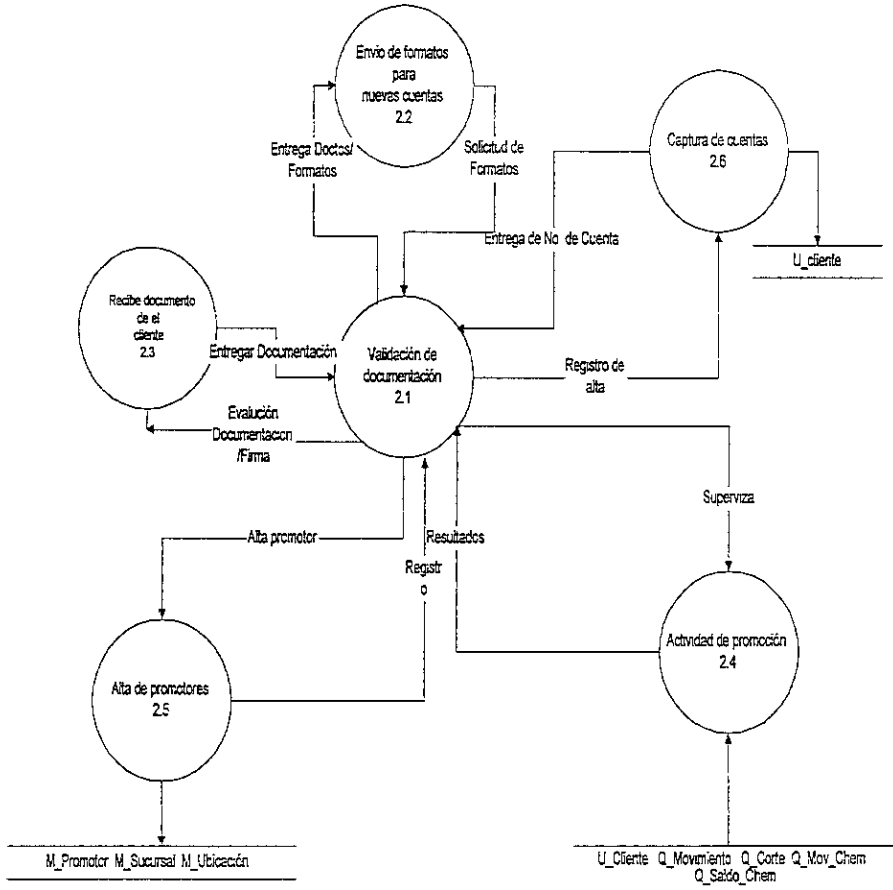 Envío de formatos
para
nuevas cuentas
2.2
Entrega Doctos/
Formatos
Solicitud de
Formatos
Captura de cuentas
2.6
Entrega de No. de Cuenta
U_cliente
Recibe documento
de el
cliente
2.3
Entregar Documentación
Validación de
documentación
2.1
Registro de
alta
Evalución
Documentacion
/Firma
Superviza
Alta promotor
Resultados
Registr
o
Actividad de promoción
2.4
Alta de promotores
2.5
M_Promotor M_Sucursal M_Ubicación
U_Cliente Q_Movimiento Q_Corte Q_Mov_Chem
Q_Saldo_Chem